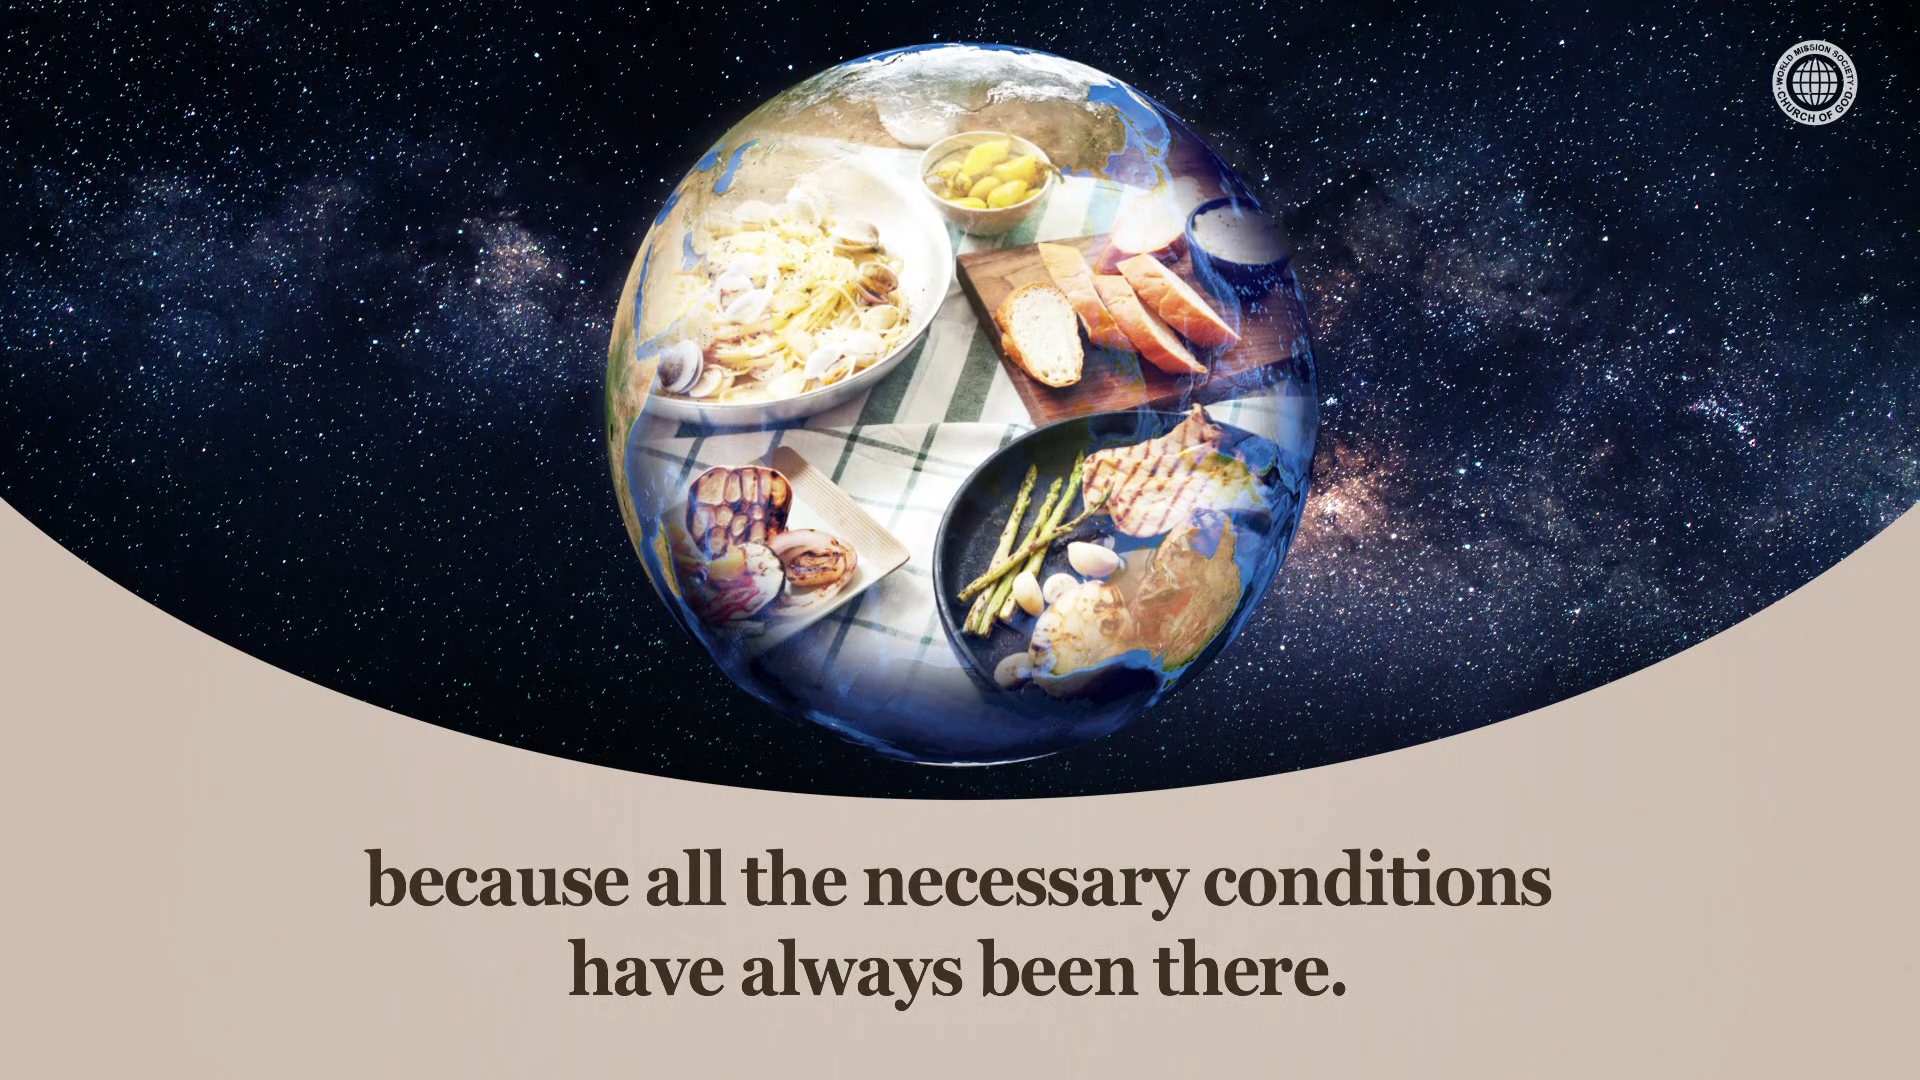 WORLD MISSION SOCIETY
CHURCH OF GOD
because all the necessary conditions
have always been there.